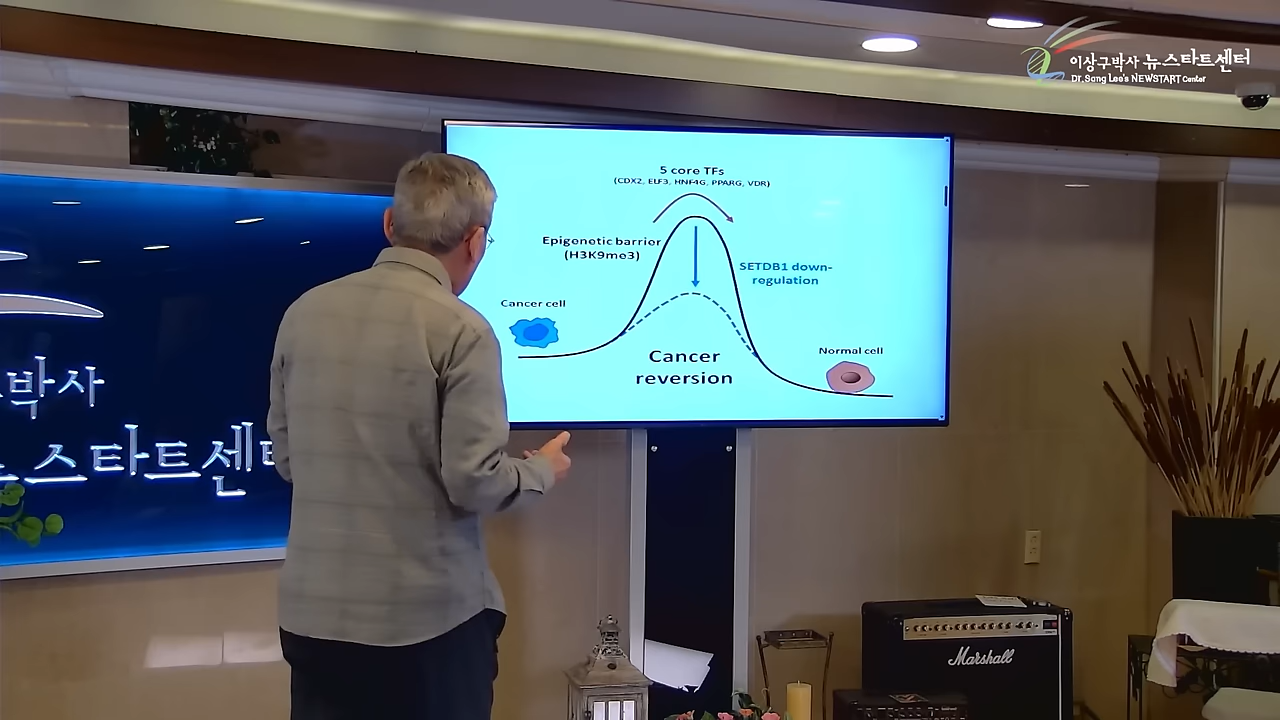 이상구박사 뉴스타트센터
Dr. Sang Lee's NEWSTART Center
5 core TFs
(CDX2, ELF3, HNF4G, PPARG, VDR)
Epigenetic barrier
(H3K9me3)
SETDB1 down-
regulation
Cancer cell
Normal cell
Cancer
reversion
박사
스타트센
Marshall